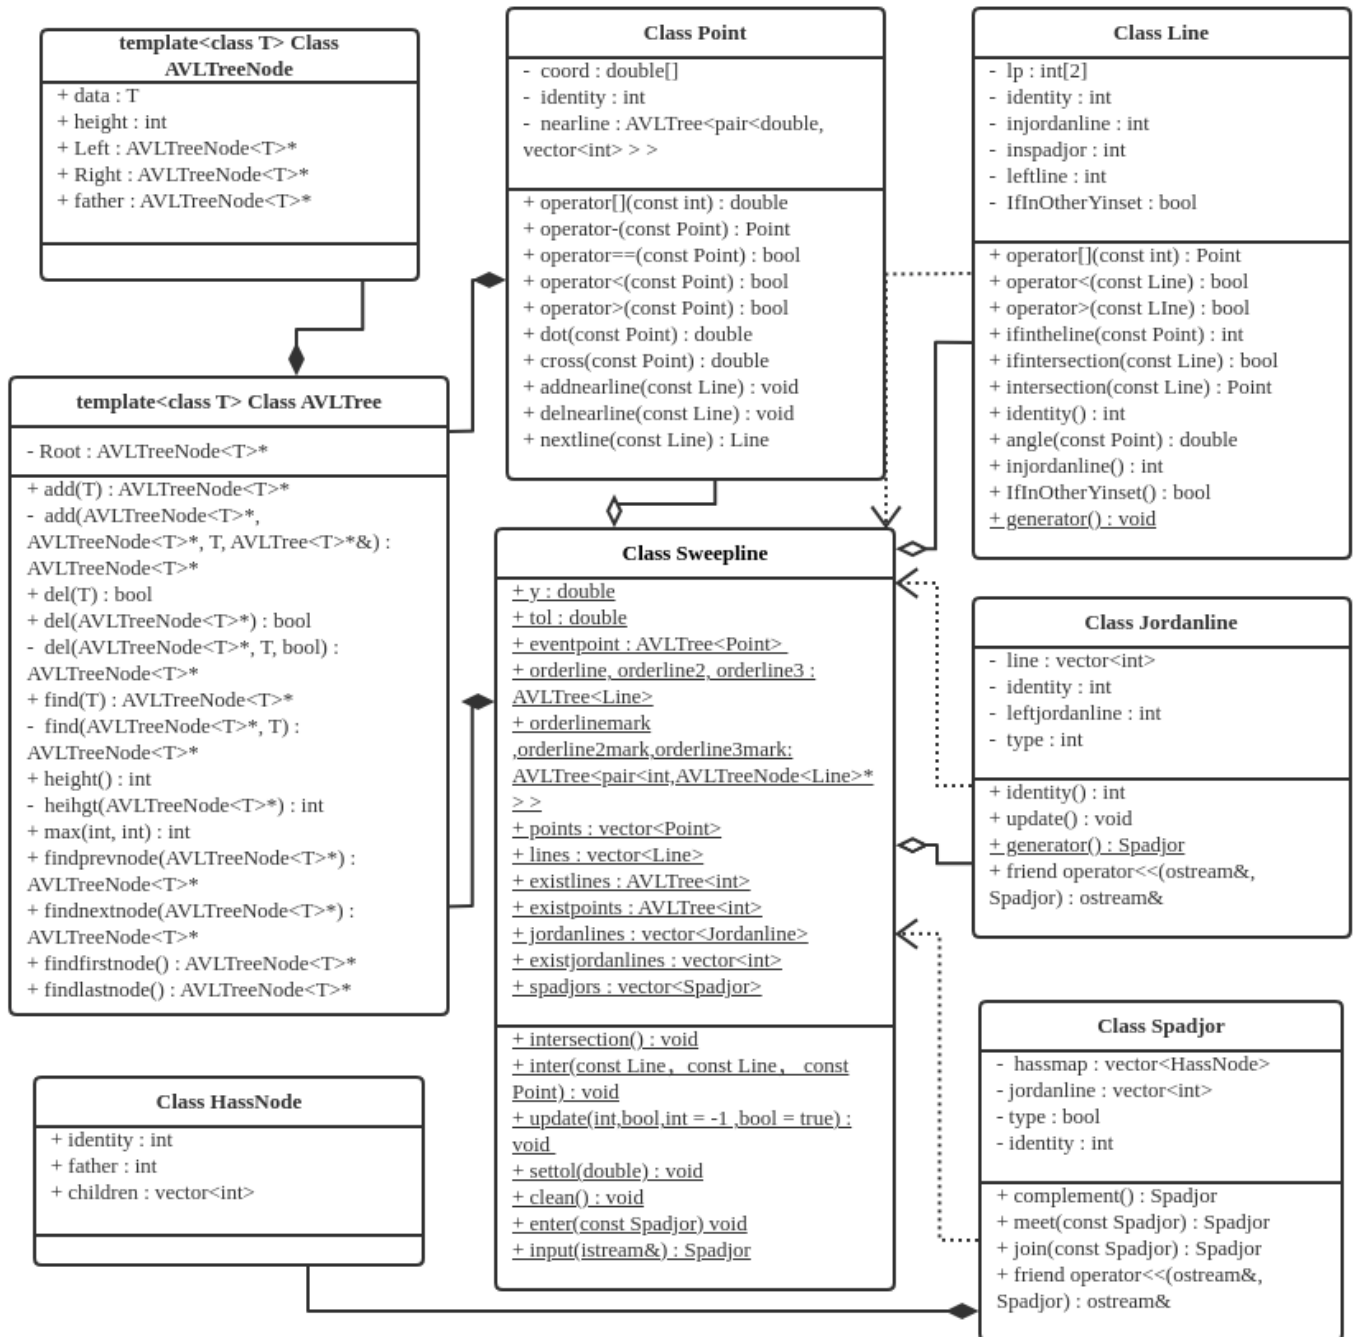 template<class T> Class
AVLTreeNode
+ data : T
+ height : int
+ Left : AVLTreeNode<T>*
+ Right : AVLTreeNode<T>*
+ father : AVLTreeNode<T>*
Class Point
- coord : double[]
- identity : int
- nearline : AVLTree<pair<double,
vector<int> > >
+ operator[](const int) : double
+ operator-(const Point) : Point
+ operator==(const Point) : bool
+ operator<(const Point) : bool
+ operator>(const Point) : bool
+ dot(const Point) : double
+ cross(const Point) : double
+ addnearline(const Line) : void
+ delnearline(const Line) : void
+ nextline(const Line) : Line
Class Line
- lp : int[2]
- identity : int
- injordanline : int
- inspadjor : int
- leftline : int
- IfInOtherYinset : bool
+ operator[](const int) : Point
+ operator<(const Line) : bool
+ operator>(const LIne) : bool
+ ifintheline(const Point) : int
+ ifintersection(const Line) : bool
+ intersection(const Line) : Point
+ identity() : int
+ angle(const Point) : double
+ injordanline() : int
+ IfInOtherYinset() : bool
+ generator() : void
template<class T> Class AVLTree
- Root : AVLTreeNode<T>*
+ add(T) : AVLTreeNode<T>*
- add(AVLTreeNode<T>*,
AVLTreeNode<T>*, T, AVLTree<T>*&) :
AVLTreeNode<T>*
+ del(T) : bool
+ del(AVLTreeNode<T>*) : bool
- del(AVLTreeNode<T>*, T, bool) :
AVLTreeNode<T>*
+ find(T) : AVLTreeNode<T>*
- find(AVLTreeNode<T>*, T) :
AVLTreeNode<T>*
+ height() : int
- heihgt(AVLTreeNode<T>*) : int
+ max(int, int) : int
+ findprevnode(AVLTreeNode<T>*) :
AVLTreeNode<T>*
+ findnextnode(AVLTreeNode<T>*) :
AVLTreeNode<T>*
+ findfirstnode() : AVLTreeNode<T>*
+ findlastnode() : AVLTreeNode<T>*
Class Sweepline
+ y : double
+ tol : double
+ eventpoint : AVLTree<Point>
+ orderline, orderline2, orderline3 :
AVLTree<Line>
+ orderlinemark
,orderline2mark,orderline3mark:
AVLTree<pair<int,AVLTreeNode<Line>*
> >
+ points : vector<Point>
+ lines : vector<Line>
+ existlines : AVLTree<int>
+ existpoints : AVLTree<int>
+ jordanlines : vector<Jordanline>
+ existjordanlines : vector<int>
+ spadjors : vector<Spadjor>
+ intersection() : void
+ inter(const Line，const Line， const
Point) : void
+ update(int,bool,int = -1 ,bool = true) :
void
+ settol(double) : void
+ clean() : void
+ enter(const Spadjor) void
+ input(istream&) : Spadjor
Class Jordanline
- line : vector<int>
- identity : int
- leftjordanline : int
- type : int
+ identity() : int
+ update() : void
+ generator() : Spadjor
+ friend operator<<(ostream&,
Spadjor) : ostream&
Class HassNode
+ identity : int
+ father : int
+ children : vector<int>
Class Spadjor
- hassmap : vector<HassNode>
- jordanline : vector<int>
- type : bool
- identity : int
+ complement() : Spadjor
+ meet(const Spadjor) : Spadjor
+ join(const Spadjor) : Spadjor
+ friend operator<<(ostream&,
Spadjor) : ostream&